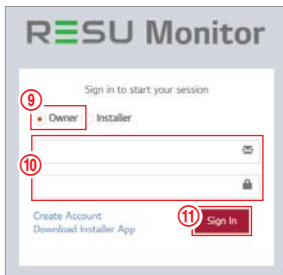 RESU Monitor
Sign in to start your session
⑨
Owner Installer
⑩
Create Account
⑪ Sign In
Download Installer App